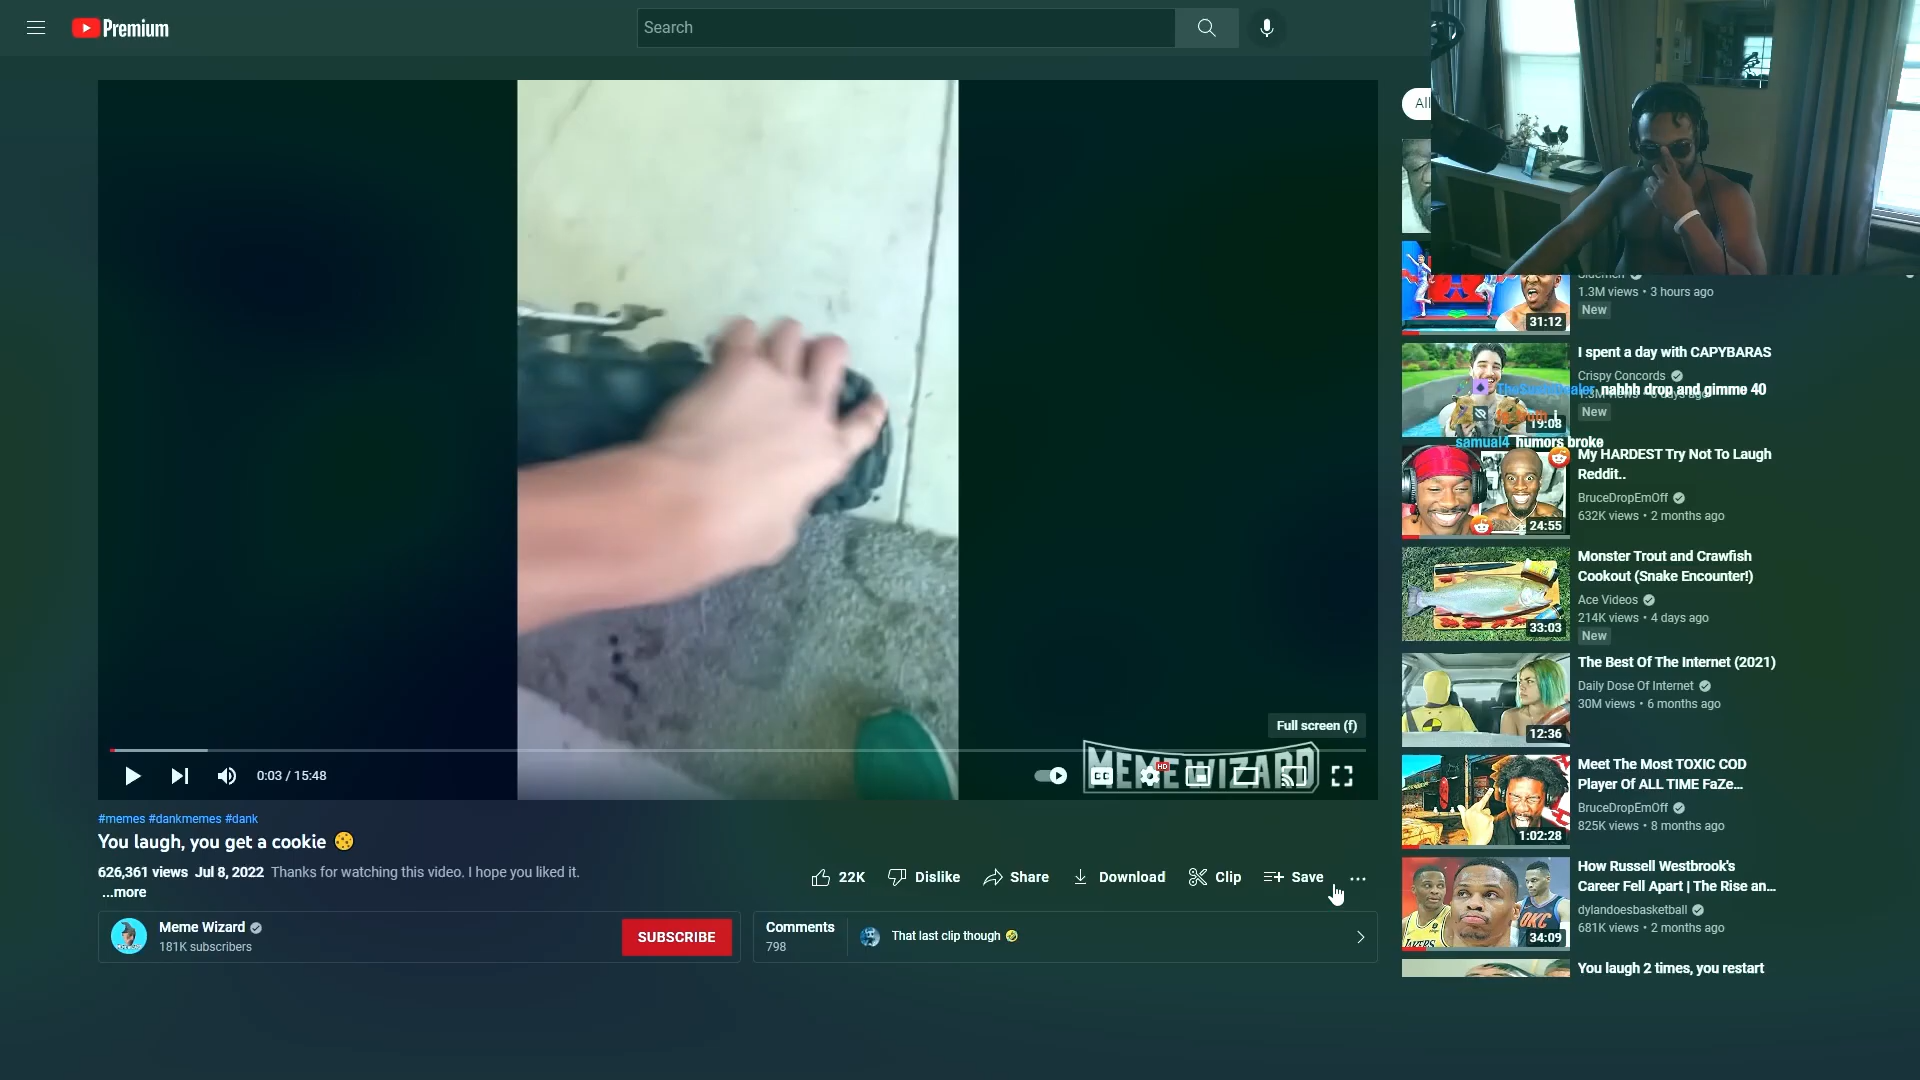 Premium
Search
All
Full screen (f)
0:03 / 15:48
HD
CC
MEMEWIZARD
#memes #dankmemes #dank
You laugh, you get a cookie 🍪
626,361 views Jul 8, 2022 Thanks for watching this video. I hope you liked it.
...more
22K Dislike Share Download Clip Save
Meme Wizard
181K subscribers
SUBSCRIBE
Comments
798
That last clip though 🤣
Sidemen
1.3M views • 3 hours ago
New
31:12
I spent a day with CAPYBARAS
Crispy Concords
nahhh drop and gimme 40
New
19:08
samual4 humors broke
My HARDEST Try Not To Laugh
Reddit..
BruceDropEmOff
632K views • 2 months ago
24:55
Monster Trout and Crawfish
Cookout (Snake Encounter!)
Ace Videos
214K views • 4 days ago
New
33:03
The Best Of The Internet (2021)
Daily Dose Of Internet
30M views • 6 months ago
12:36
Meet The Most TOXIC COD
Player Of ALL TIME FaZe...
BruceDropEmOff
825K views • 8 months ago
1:02:28
How Russell Westbrook's
Career Fell Apart | The Rise an...
dylandoesbasketball
681K views • 2 months ago
LAKERS
OKC
34:09
You laugh 2 times, you restart